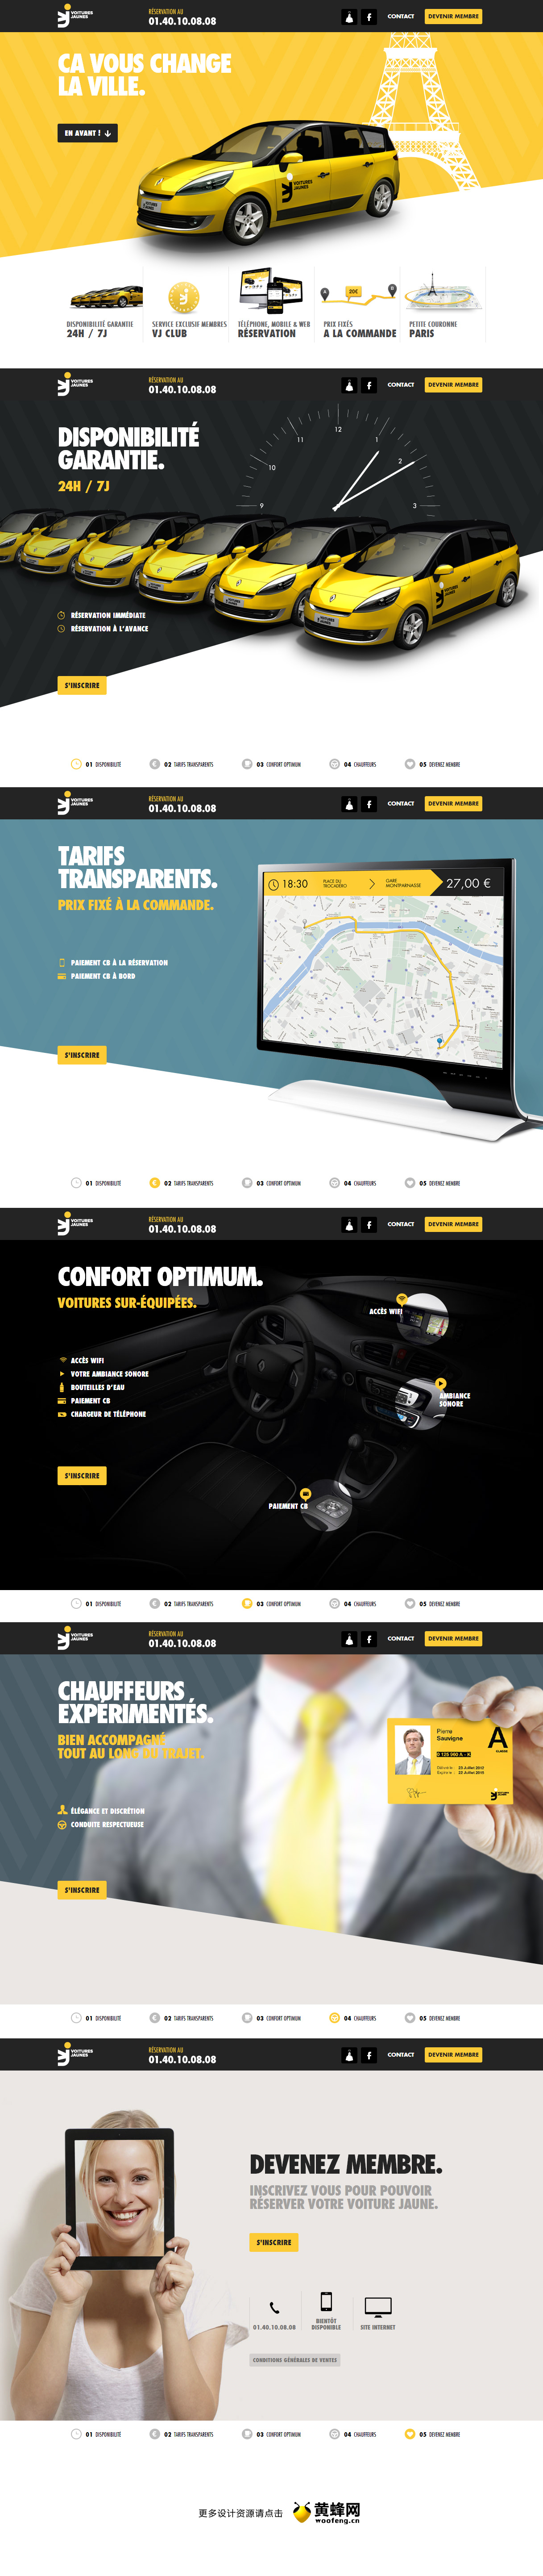 VOITURES
JAUNES
RÉSERVATION AU
01.40.10.08.08
CONTACT
DEVENIR MEMBRE
CA VOUS CHANGE
LA VILLE.
EN AVANT !
VOITURES
JAUNES
A
20€
B
DISPONIBILITÉ GARANTIE
24H / 7J
SERVICE EXCLUSIF MEMBRES
VJ CLUB
TÉLÉPHONE, MOBILE & WEB
RÉSERVATION
PRIX FIXÉS
A LA COMMANDE
PETITE COURONNE
PARIS
VOITURES
JAUNES
RÉSERVATION AU
01.40.10.08.08
CONTACT
DEVENIR MEMBRE
DISPONIBILITÉ
GARANTIE.
24H / 7J
9
10
11
12
1
2
3
VOITURES
JAUNES
RÉSERVATION IMMÉDIATE
RÉSERVATION À L'AVANCE
S'INSCRIRE
01 DISPONIBILITÉ
02 TARIFS TRANSPARENTS
03 CONFORT OPTIMUM
04 CHAUFFEURS
05 DEVENEZ MEMBRE
VOITURES
JAUNES
RÉSERVATION AU
01.40.10.08.08
CONTACT
DEVENIR MEMBRE
TARIFS
TRANSPARENTS.
PRIX FIXÉ À LA COMMANDE.
18:30
PLACE DU
TROCADÉRO
GARE
MONTPARNASSE
27,00 €
PAIEMENT CB À LA RÉSERVATION
PAIEMENT CB À BORD
S'INSCRIRE
01 DISPONIBILITÉ
02 TARIFS TRANSPARENTS
03 CONFORT OPTIMUM
04 CHAUFFEURS
05 DEVENEZ MEMBRE
VOITURES
JAUNES
RÉSERVATION AU
01.40.10.08.08
CONTACT
DEVENIR MEMBRE
CONFORT OPTIMUM.
VOITURES SUR-ÉQUIPÉES.
ACCÈS WIFI
VOTRE AMBIANCE SONORE
BOUTEILLES D'EAU
PAIEMENT CB
CHARGEUR DE TÉLÉPHONE
S'INSCRIRE
ACCÈS WIFI
AMBIANCE
SONORE
PAIEMENT CB
01 DISPONIBILITÉ
02 TARIFS TRANSPARENTS
03 CONFORT OPTIMUM
04 CHAUFFEURS
05 DEVENEZ MEMBRE
VOITURES
JAUNES
RÉSERVATION AU
01.40.10.08.08
CONTACT
DEVENIR MEMBRE
CHAUFFEURS
EXPÉRIMENTÉS.
BIEN ACCOMPAGNÉ
TOUT AU LONG DU TRAJET.
ÉLÉGANCE ET DISCRÉTION
CONDUITE RESPECTUEUSE
S'INSCRIRE
Pierre
Sauvigne
A
01 DISPONIBILITÉ
02 TARIFS TRANSPARENTS
03 CONFORT OPTIMUM
04 CHAUFFEURS
05 DEVENEZ MEMBRE
VOITURES
JAUNES
RÉSERVATION AU
01.40.10.08.08
CONTACT
DEVENIR MEMBRE
DEVENEZ MEMBRE.
INSCRIVEZ VOUS POUR POUVOIR
RÉSERVER VOTRE VOITURE JAUNE.
S'INSCRIRE
01.40.10.08.08
BIENTÔT
DISPONIBLE
SITE INTERNET
CONDITIONS GÉNÉRALES DE VENTES
01 DISPONIBILITÉ
02 TARIFS TRANSPARENTS
03 CONFORT OPTIMUM
04 CHAUFFEURS
05 DEVENEZ MEMBRE
更多设计资源请点击
黄蜂网
woofeng.cn